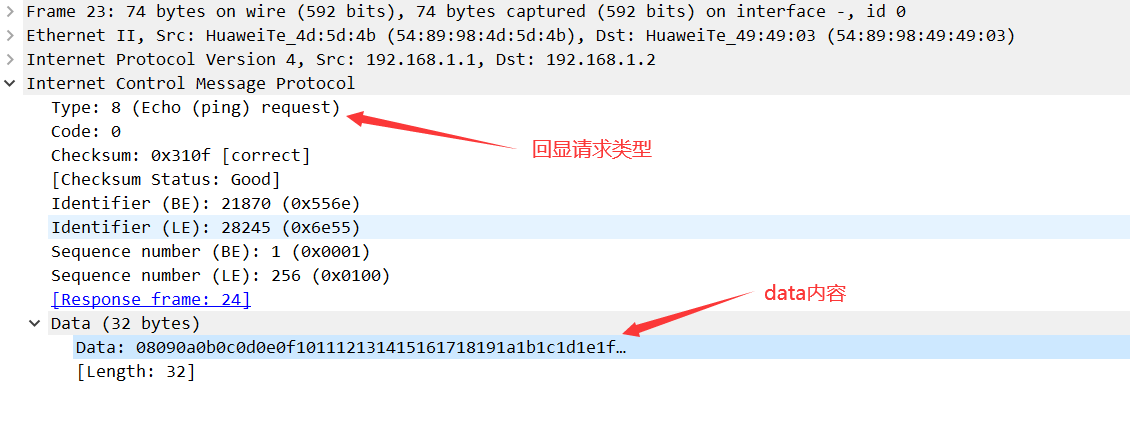 Frame 23: 74 bytes on wire (592 bits), 74 bytes captured (592 bits) on interface -, id 0
Ethernet II, Src: HuaweiTe_4d:5d:4b (54:89:98:4d:5d:4b), Dst: HuaweiTe_49:49:03 (54:89:98:49:49:03)
Internet Protocol Version 4, Src: 192.168.1.1, Dst: 192.168.1.2
Internet Control Message Protocol
Type: 8 (Echo (ping) request)
Code: 0
回显请求类型
Checksum: 0x310f [correct]
[Checksum Status: Good]
Identifier (BE): 21870 (0x556e)
Identifier (LE): 28245 (0x6e55)
Sequence number (BE): 1 (0x0001)
Sequence number (LE): 256 (0x0100)
[Response frame: 24]
data内容
Data (32 bytes)
Data: 08090a0b0c0d0e0f101112131415161718191a1b1c1d1e1f…
[Length: 32]